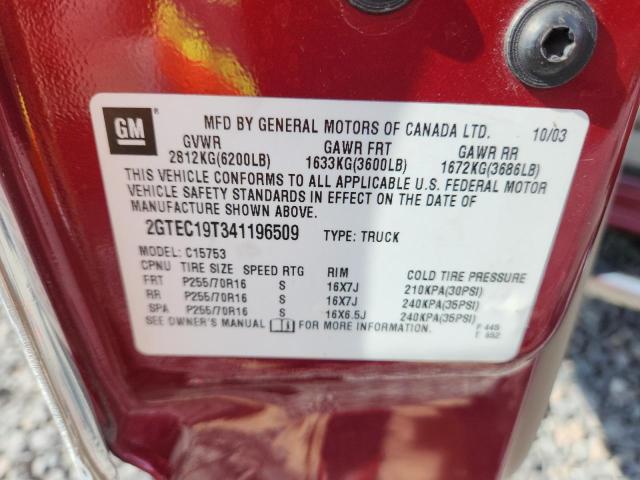 GM ®
MFD BY GENERAL MOTORS OF CANADA LTD. 10/03
GVWR GAWR FRT GAWR RR
2812KG(6200LB) 1633KG(3600LB) 1672KG(3686LB)
THIS VEHICLE CONFORMS TO ALL APPLICABLE U.S. FEDERAL MOTOR
VEHICLE SAFETY STANDARDS IN EFFECT ON THE DATE OF
MANUFACTURE SHOWN ABOVE.
2GTEC19T341196509 TYPE: TRUCK
MODEL: C15753
CPNU TIRE SIZE SPEED RTG RIM COLD TIRE PRESSURE
FRT P255/70R16 S 16X7J 210KPA(30PSI)
RR P255/70R16 S 16X7J 240KPA(35PSI)
SPA P255/70R16 S 16X6.5J 240KPA(35PSI)
SEE OWNER'S MANUAL FOR MORE INFORMATION
F 445
E 652